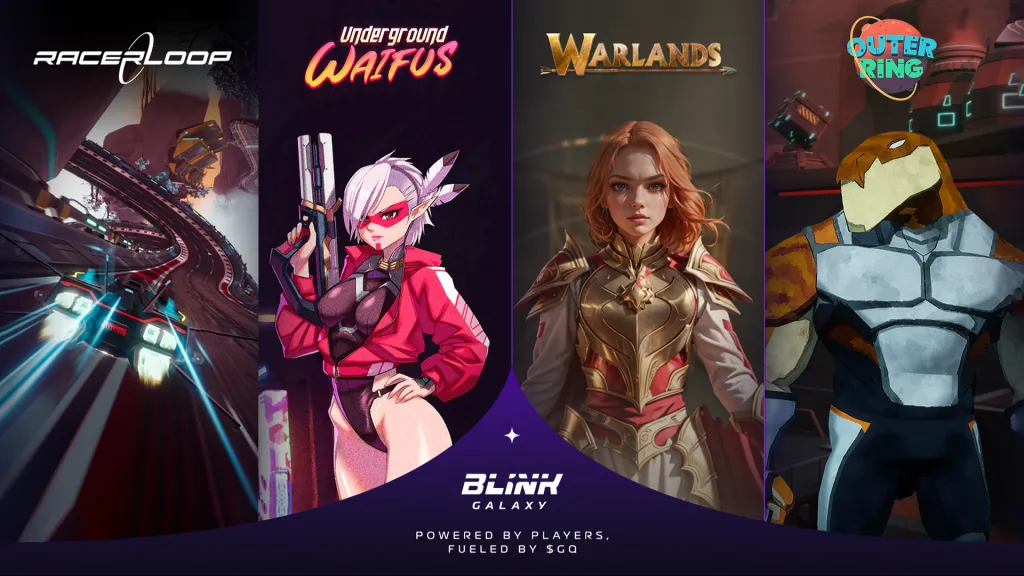 RACERLOOP
Underground
WAIFUS
WARLANDS
OUTER
RING
BLINK
GALAXY
POWERED BY PLAYERS,
FUELED BY $GQ